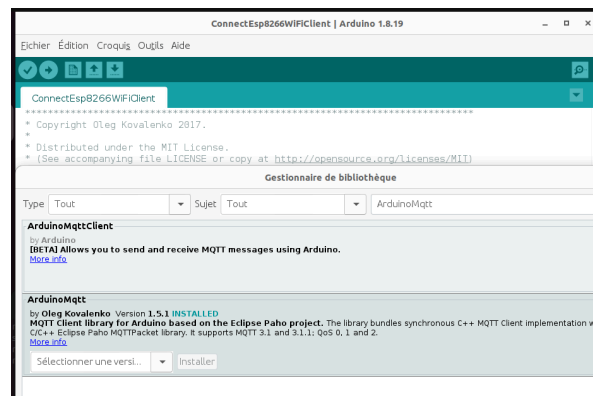 ConnectEsp8266WiFiClient | Arduino 1.8.19
Eichier Édition Croquis Outils Aide
ConnectEsp8266WiFiClient
******************************************************************************
* Copyright Oleg Kovalenko 2017.
*
* Distributed under the MIT License.
* (See accompanying file LICENSE or copy at http://opensource.org/licenses/MIT)
Gestionnaire de bibliothèque
Type Tout Sujet Tout ArduinoMqtt
ArduinoMqttClient
by Arduino
[BETA] Allows you to send and receive MQTT messages using Arduino.
More info
ArduinoMqtt
by Oleg Kovalenko Version 1.5.1 INSTALLED
MQTT Client library for Arduino based on the Eclipse Paho project. The library bundles synchronous C++ MQTT Client implementation
C/C++ Eclipse Paho MQTTPacket library. It supports MQTT 3.1 and 3.1.1; QoS 0, 1 and 2.
More info
Sélectionner une versi... Installer